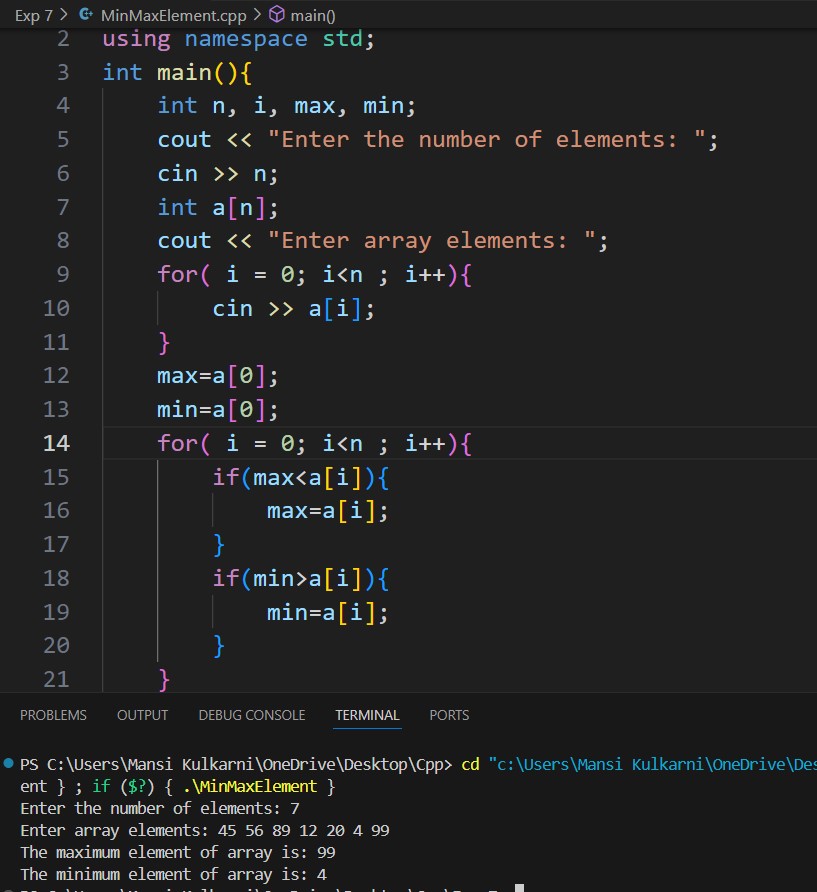 Exp 7 > MinMaxElement.cpp > main()
2 using namespace std;
3 int main(){
4 int n, i, max, min;
5 cout << "Enter the number of elements: ";
6 cin >> n;
7 int a[n];
8 cout << "Enter array elements: ";
9 for( i = 0; i<n ; i++){
10 cin >> a[i];
11 }
12 max=a[0];
13 min=a[0];
14 for( i = 0; i<n ; i++){
15 if(max<a[i]){
16 max=a[i];
17 }
18 if(min>a[i]){
19 min=a[i];
20 }
21 }
PROBLEMS OUTPUT DEBUG CONSOLE TERMINAL PORTS
PS C:\Users\Mansi Kulkarni\OneDrive\Desktop\Cpp> cd "c:\Users\Mansi Kulkarni\OneDrive\Des
ent } ; if ($?) { .\MinMaxElement }
Enter the number of elements: 7
Enter array elements: 45 56 89 12 20 4 99
The maximum element of array is: 99
The minimum element of array is: 4